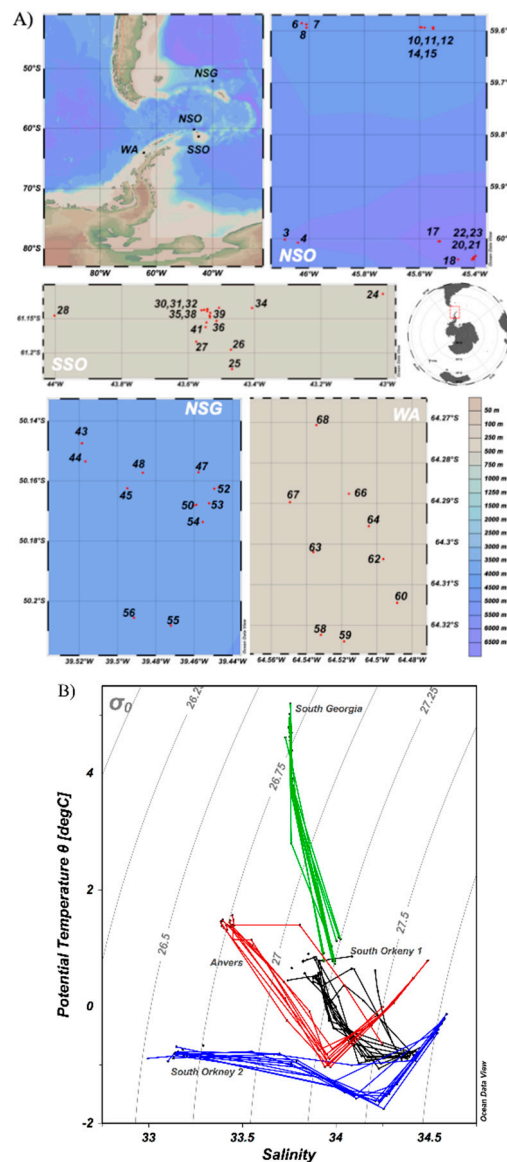 A)
50°S
60°S
70°S
80°S
NSG
NSO
WA
SSO
80°W
60°W
40°W
20°W
6 7
8
10,11,12
14,15
3 4
17
22,23
20,21
18
NSO
59.6°S
59.7°S
59.8°S
59.9°S
60°S
46°W
45.8°W
45.6°W
45.4°W
Ocean Data View
28
30,31,32
35,38
39
34
24
41
36
27
26
25
SSO
61.15°S
61.2°S
44°W
43.8°W
43.6°W
43.4°W
43.2°W
43°W
NSG
43
44
48
47
45
52
50
53
54
56
55
50.14°S
50.16°S
50.18°S
50.2°S
39.52°W
39.5°W
39.48°W
39.46°W
39.44°W
WA
68
67
66
64
63
62
60
58
59
64.27°S
64.28°S
64.29°S
64.3°S
64.31°S
64.32°S
64.56°W
64.54°W
64.52°W
64.5°W
64.48°W
50 m
100 m
200 m
300 m
500 m
750 m
1000 m
1250 m
1500 m
1750 m
2000 m
2500 m
3000 m
3500 m
4000 m
4500 m
5000 m
5500 m
6000 m
6500 m
B)
σ0
26.25
26.5
26.75
27
27.25
27.5
South Georgia
Anvers
South Orkeny 1
South Orkney 2
Potential Temperature θ [degC]
4
2
0
-2
33
33.5
34
34.5
Salinity
Ocean Data View